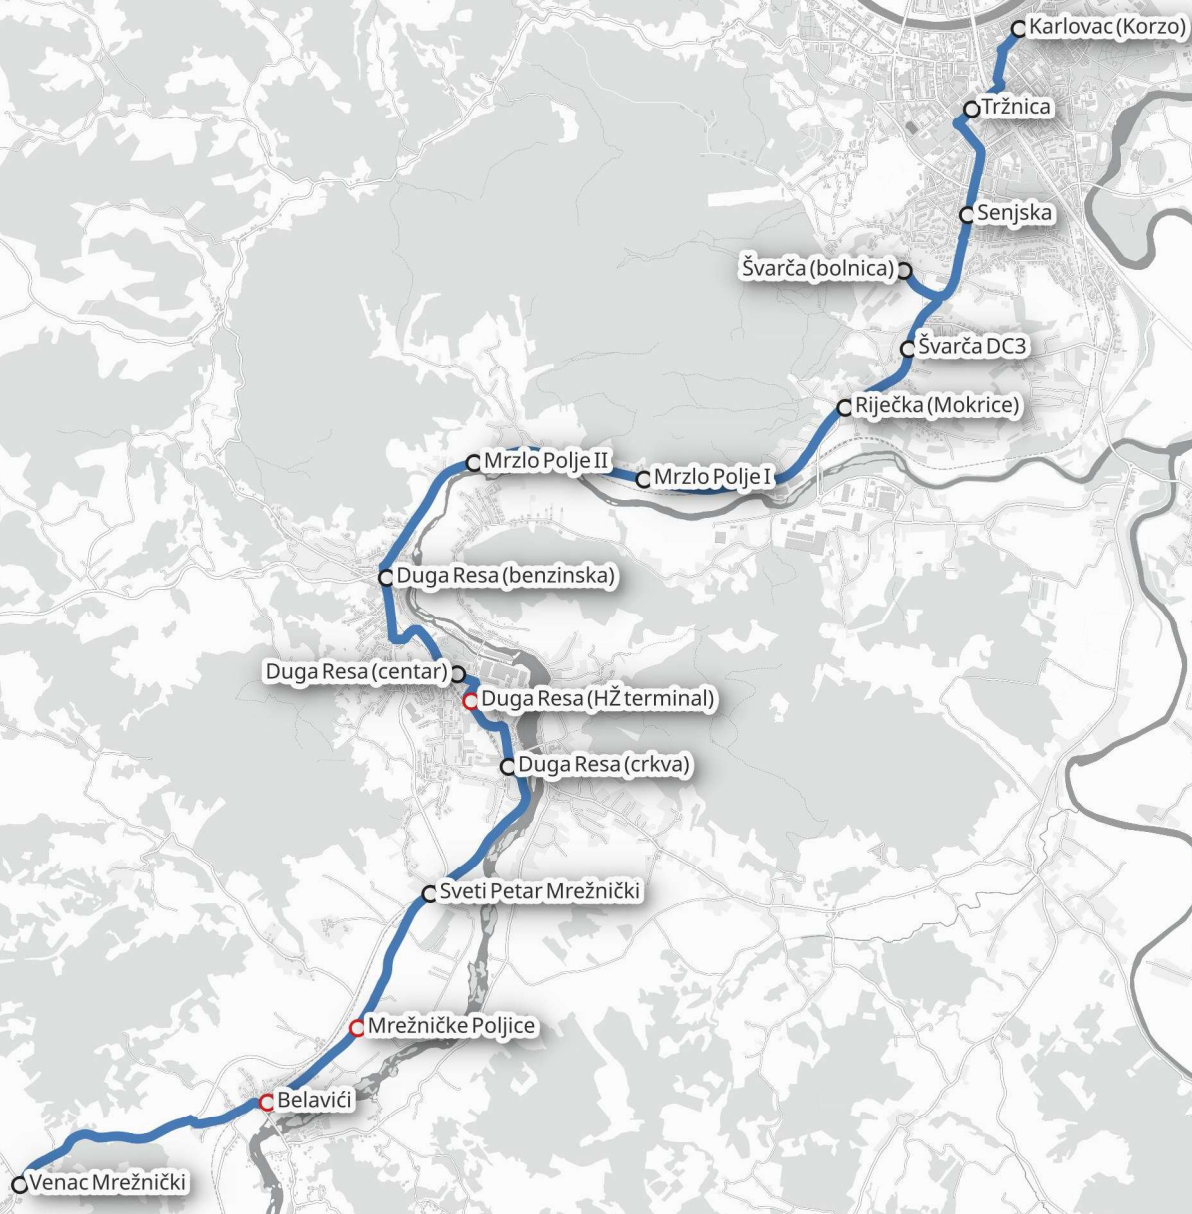 Karlovac (Korzo)
Tržnica
Senjska
Švarča (bolnica)
Švarča DC3
Riječka (Mokrice)
Mrzlo Polje II
Mrzlo Polje I
Duga Resa (benzinska)
Duga Resa (centar)
Duga Resa (HŽ terminal)
Duga Resa (crkva)
Sveti Petar Mrežnički
Mrežničke Poljice
Belavići
Venac Mrežnički